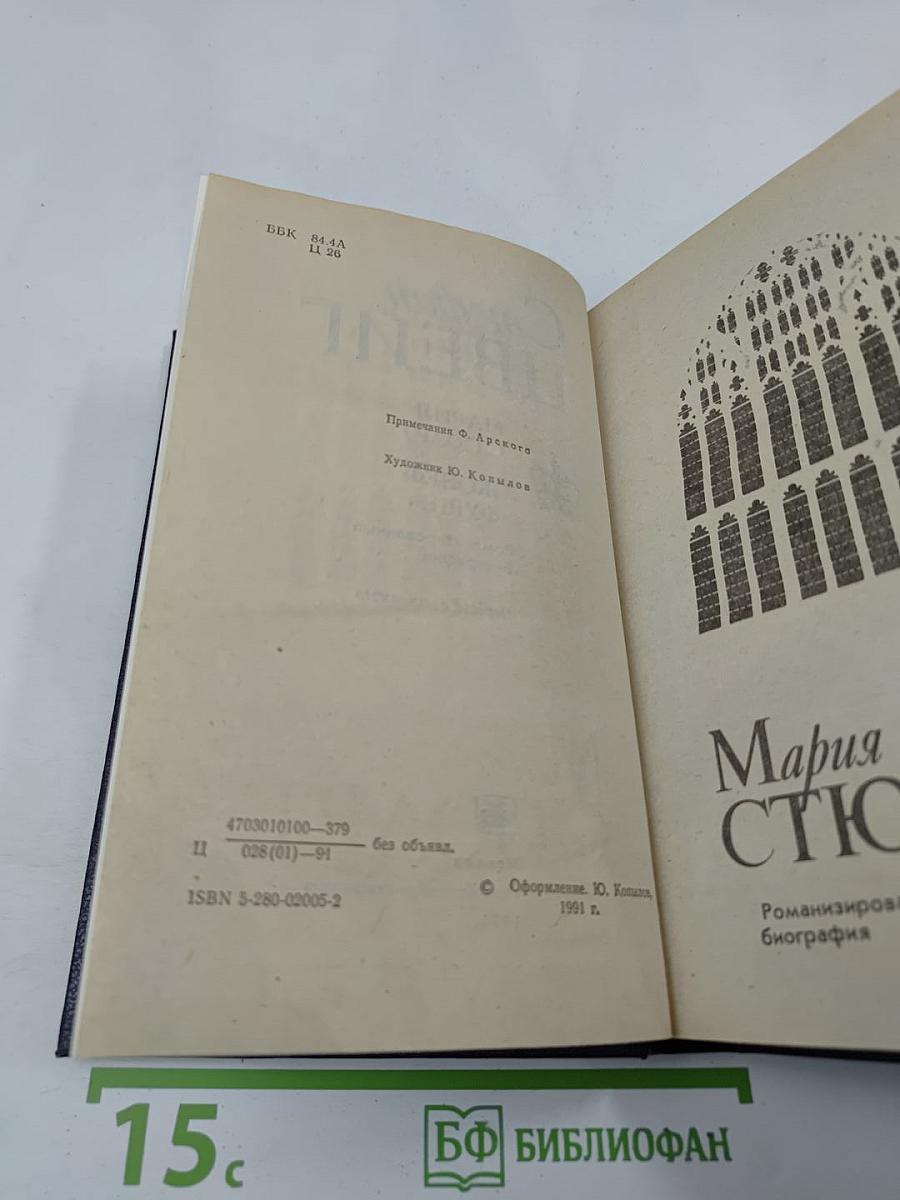 ББК 84.4А
Ц 26
Примечания Ф. Арского
Художник Ю. Копылов
4703010100—379
Ц без объявл.
028(01)—91
ISBN 5-280-02005-2
© Оформление. Ю. Копылов,
1991 г.
Мария
СТЮ
Романизирова
биография
15 с
БФ БИБЛИОФАН